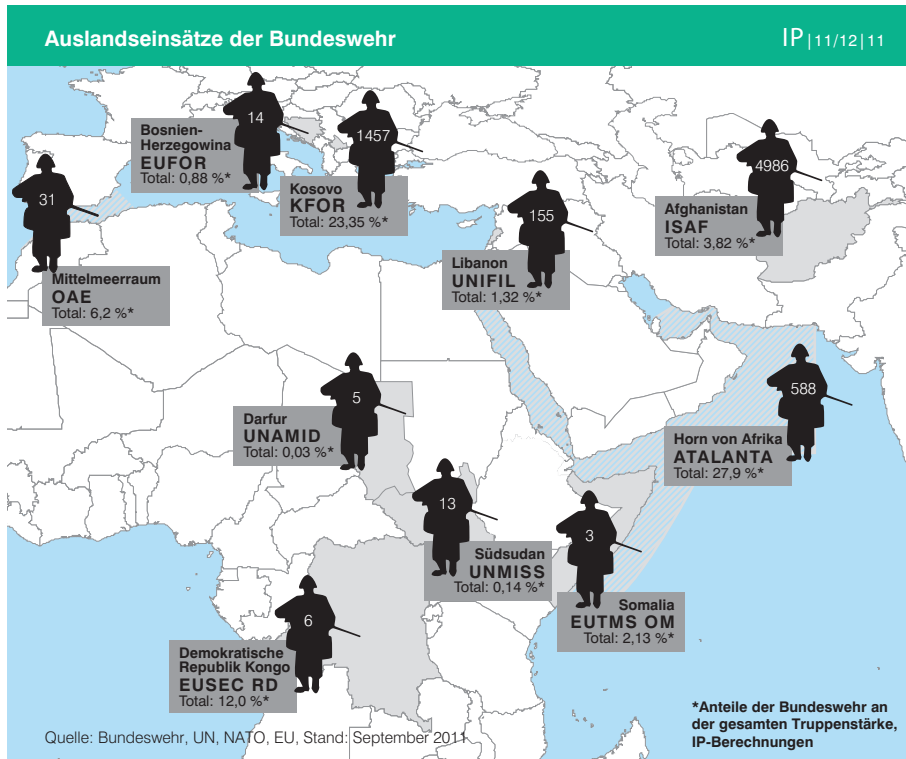 Auslandseinsätze der Bundeswehr
IP|11/12|11
14
Bosnien-
Herzegowina
EUFOR
Total: 0,88 %*
1457
Kosovo
KFOR
Total: 23,35 %*
4986
Afghanistan
ISAF
Total: 3,82 %*
31
Mittelmeerraum
OAE
Total: 6,2 %*
155
Libanon
UNIFIL
Total: 1,32 %*
5
Darfur
UNAMID
Total: 0,03 %*
588
Horn von Afrika
ATALANTA
Total: 27,9 %*
13
Südsudan
UNMISS
Total: 0,14 %*
3
Somalia
EUTMS OM
Total: 2,13 %*
6
Demokratische
Republik Kongo
EUSEC RD
Total: 12,0 %*
*Anteile der Bundeswehr an
der gesamten Truppenstärke,
IP-Berechnungen
Quelle: Bundeswehr, UN, NATO, EU, Stand: September 2011